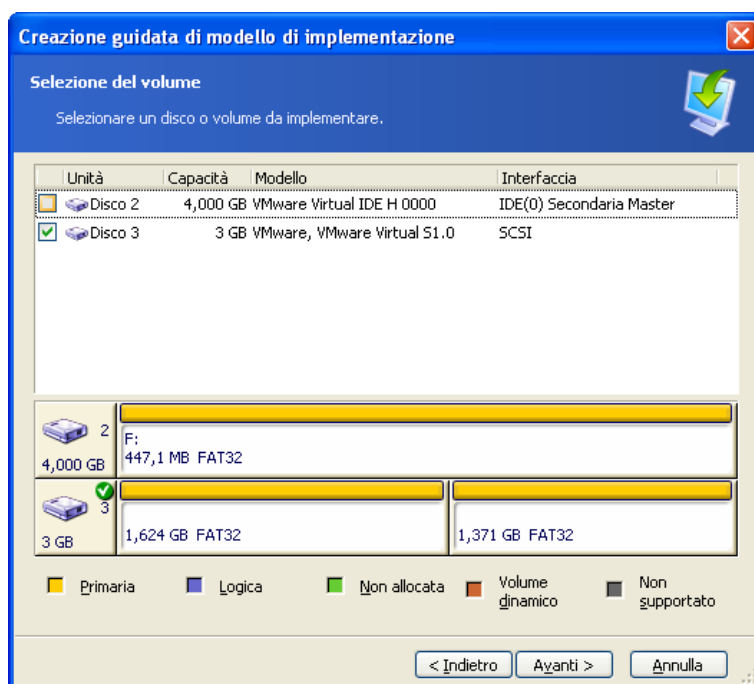 Creazione guidata di modello di implementazione
Selezione del volume
Selezionare un disco o volume da implementare.
Unità Capacità Modello Interfaccia
Disco 2 4,000 GB VMware Virtual IDE H 0000 IDE(0) Secondaria Master
Disco 3 3 GB VMware, VMware Virtual S1.0 SCSI
2
F:
4,000 GB 447,1 MB FAT32
3
3 GB 1,624 GB FAT32 1,371 GB FAT32
Primaria Logica Non allocata Volume dinamico Non supportato
< Indietro Avanti > Annulla